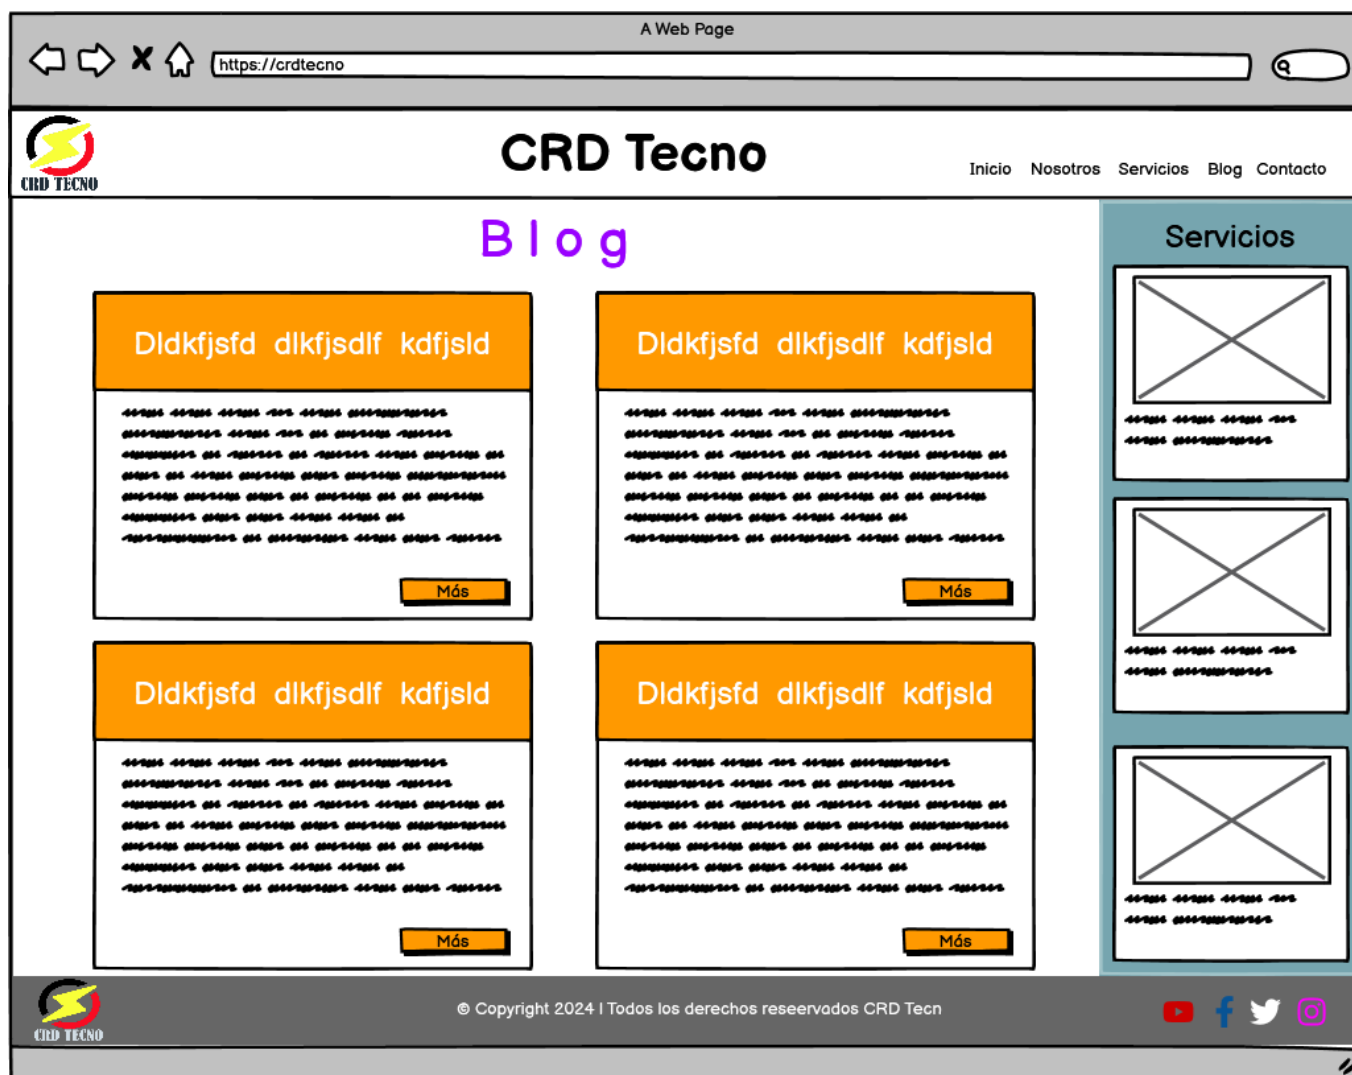 A Web Page
https://crdtecno
CRD TECNO
CRD Tecno
Inicio Nosotros Servicios Blog Contacto
Blog
Servicios
Dldkfjsfd dlkfjsdlf kdfjsld
Más
Dldkfjsfd dlkfjsdlf kdfjsld
Más
Dldkfjsfd dlkfjsdlf kdfjsld
Más
Dldkfjsfd dlkfjsdlf kdfjsld
Más
CRD TECNO
© Copyright 2024 | Todos los derechos reseervados CRD Tecn